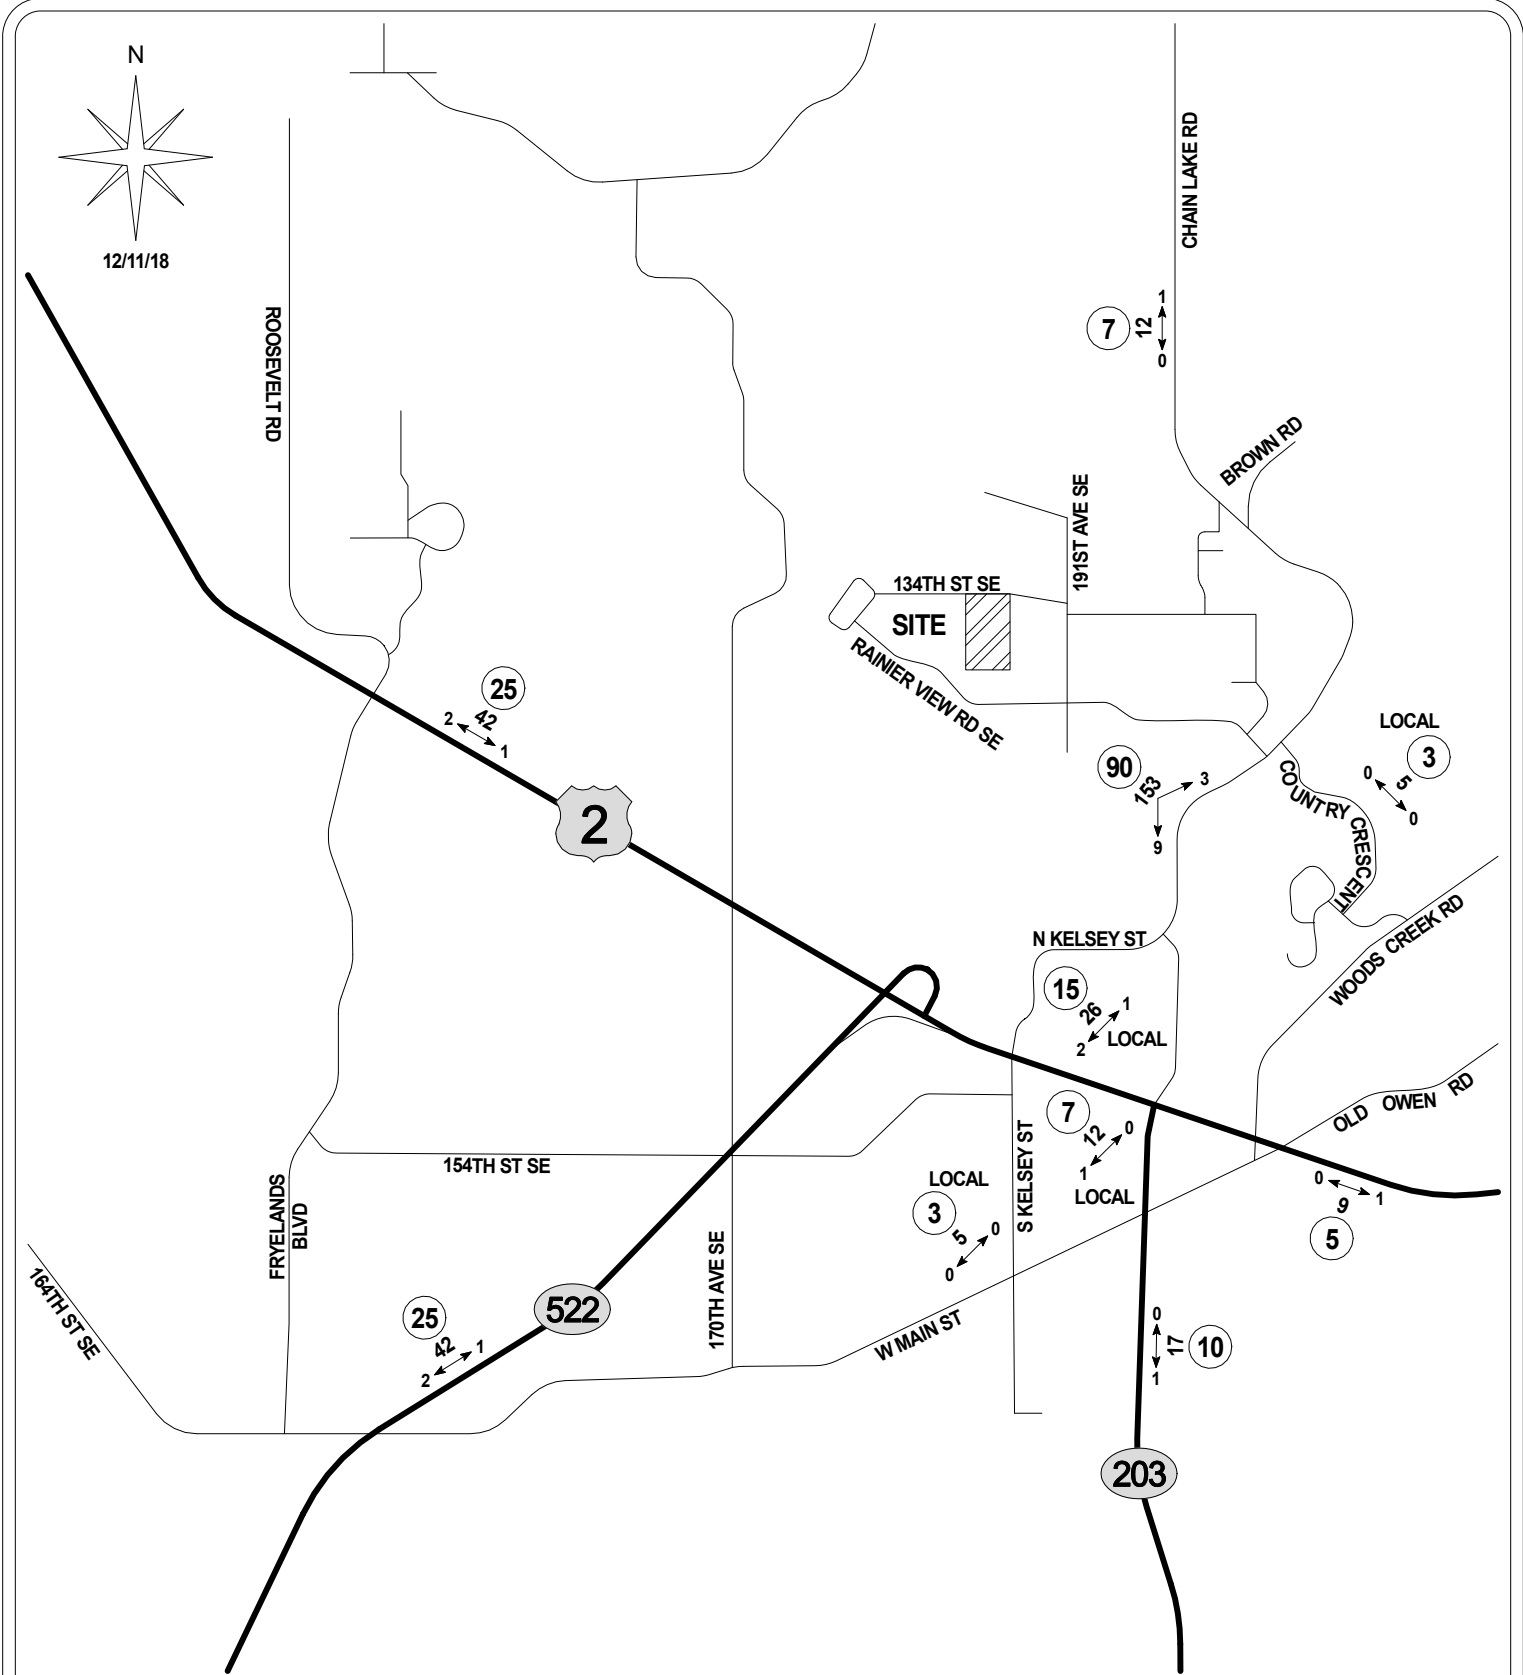 N
12/11/18
CHAIN LAKE RD
ROOSEVELT RD
1
7
12
0
BROWN RD
191ST AVE SE
134TH ST SE
SITE
RAINIER VIEW RD SE
25
2
42
1
2
LOCAL
3
0
5
0
90
153
3
9
COUNTRY CRESCENT
WOODS CREEK RD
N KELSEY ST
15
26
1
2
LOCAL
OLD OWEN RD
7
12
0
1
LOCAL
S KELSEY ST
154TH ST SE
FRYELANDS
BLVD
LOCAL
3
5
0
0
0
1
9
5
170TH AVE SE
164TH ST SE
522
25
42
1
2
W MAIN ST
0
17
10
1
203